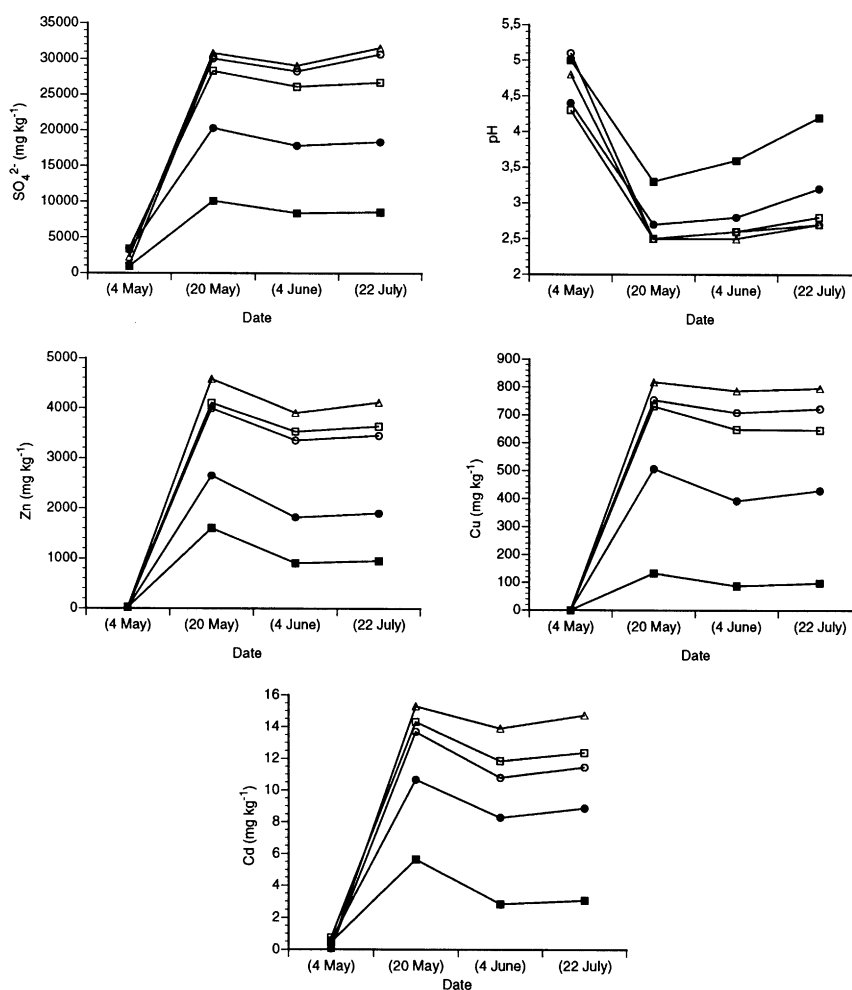 SO₄²⁻ (mg kg⁻¹)
35000
30000
25000
20000
15000
10000
5000
0
(4 May) (20 May) (4 June) (22 July)
Date
pH
5,5
5
4,5
4
3,5
3
2,5
2
(4 May) (20 May) (4 June) (22 July)
Date
Zn (mg kg⁻¹)
5000
4000
3000
2000
1000
0
(4 May) (20 May) (4 June) (22 July)
Date
Cu (mg kg⁻¹)
900
800
700
600
500
400
300
200
100
0
(4 May) (20 May) (4 June) (22 July)
Date
Cd (mg kg⁻¹)
16
14
12
10
8
6
4
2
0
(4 May) (20 May) (4 June) (22 July)
Date